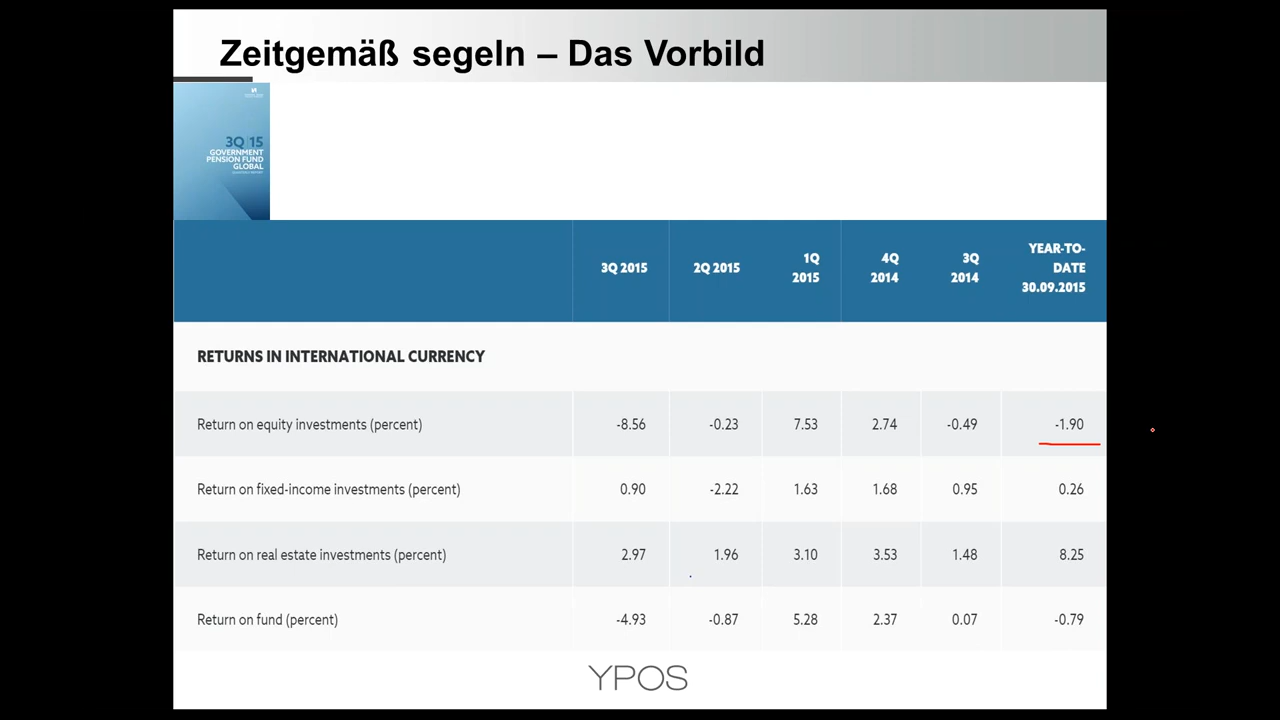 Zeitgemäß segeln – Das Vorbild
3Q 15
GOVERNMENT
PENSION FUND
GLOBAL
QUARTERLY REPORT
3Q 2015 2Q 2015 1Q 2015 4Q 2014 3Q 2014 YEAR-TO-DATE 30.09.2015
RETURNS IN INTERNATIONAL CURRENCY
Return on equity investments (percent) -8.56 -0.23 7.53 2.74 -0.49 -1.90
Return on fixed-income investments (percent) 0.90 -2.22 1.63 1.68 0.95 0.26
Return on real estate investments (percent) 2.97 1.96 3.10 3.53 1.48 8.25
Return on fund (percent) -4.93 -0.87 5.28 2.37 0.07 -0.79
YPOS